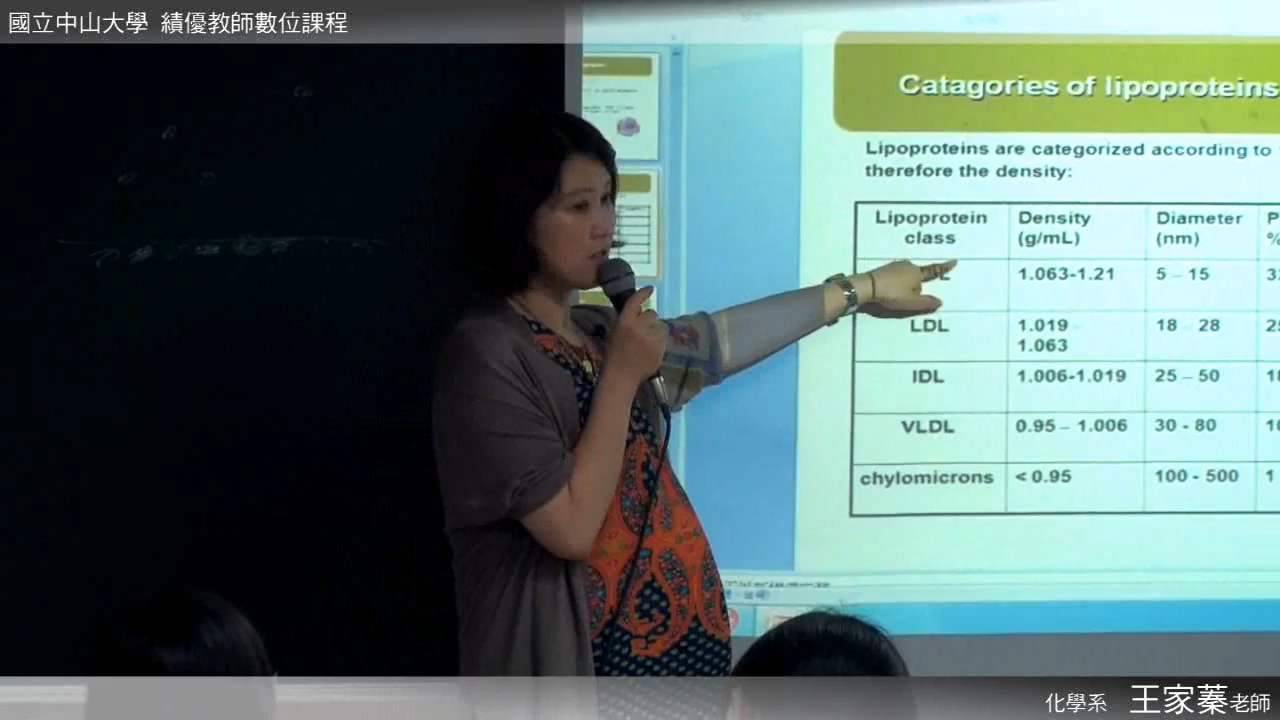 國立中山大學 績優教師數位課程
Catagories of lipoproteins
Lipoproteins are categorized according to
therefore the density:
Lipoprotein class
Density (g/mL)
Diameter (nm)
1.063-1.21
5 – 15
LDL
1.019 –
1.063
18 – 28
IDL
1.006-1.019
25 – 50
VLDL
0.95 – 1.006
30 - 80
chylomicrons
< 0.95
100 - 500
化學系 王家蓁老師